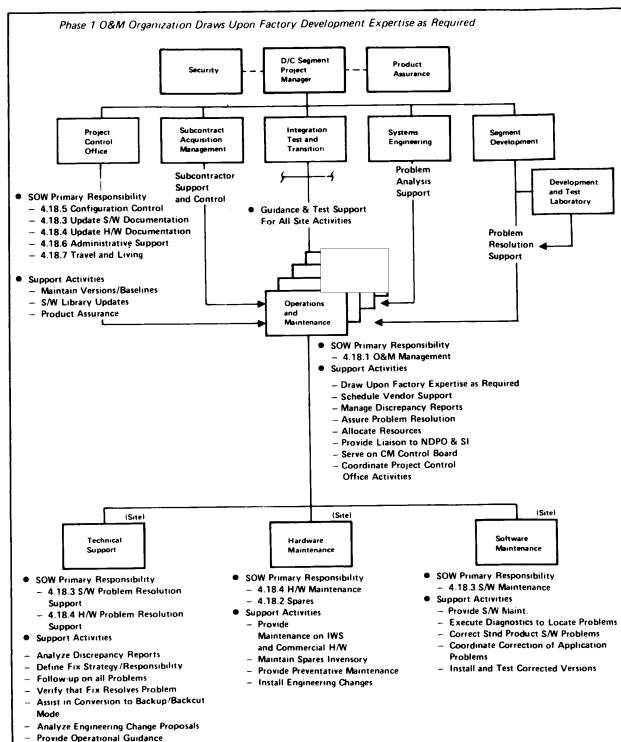 Phase 1 O&M Organization Draws Upon Factory Development Expertise as Required
Security
D/C Segment
Project
Manager
Product
Assurance
Project
Control
Office
Subcontract
Acquisition
Management
Integration
Test and
Transition
Systems
Engineering
Segment
Development
Development
and Test
Laboratory
Subcontractor
Support
and Control
Problem
Analysis
Support
Problem
Resolution
Support
● Guidance & Test Support
For All Site Activities
● SOW Primary Responsibility
– 4.18.5 Configuration Control
– 4.18.3 Update S/W Documentation
– 4.18.4 Update H/W Documentation
– 4.18.6 Administrative Support
– 4.18.7 Travel and Living
● Support Activities
– Maintain Versions/Baselines
– S/W Library Updates
– Product Assurance
Operations
and
Maintenance
● SOW Primary Responsibility
– 4.18.1 O&M Management
● Support Activities
– Draw Upon Factory Expertise as Required
– Schedule Vendor Support
– Manage Discrepancy Reports
– Assure Problem Resolution
– Allocate Resources
– Provide Liaison to NDPO & SI
– Serve on CM Control Board
– Coordinate Project Control
Office Activities
(Site)
Technical
Support
(Site)
Hardware
Maintenance
(Site)
Software
Maintenance
● SOW Primary Responsibility
– 4.18.3 S/W Problem Resolution
Support
– 4.18.4 H/W Problem Resolution
Support
● Support Activities
– Analyze Discrepancy Reports
– Define Fix Strategy/Responsibility
– Follow-up on all Problems
– Verify that Fix Resolves Problem
– Assist in Conversion to Backup/Backcut
Mode
– Analyze Engineering Change Proposals
– Provide Operational Guidance
● SOW Primary Responsibility
– 4.18.4 H/W Maintenance
– 4.18.2 Spares
● Support Activities
– Provide
Maintenance on IWS
and Commercial H/W
– Maintain Spares Invensory
– Provide Preventative Maintenance
– Install Engineering Changes
● SOW Primary Responsibility
– 4.18.3 S/W Maintenance
● Support Activities
– Provide S/W Maint.
– Execute Diagnostics to Locate Problems
– Correct Stnd Product S/W Problems
– Coordinate Correction of Application
Problems
– Install and Test Corrected Versions